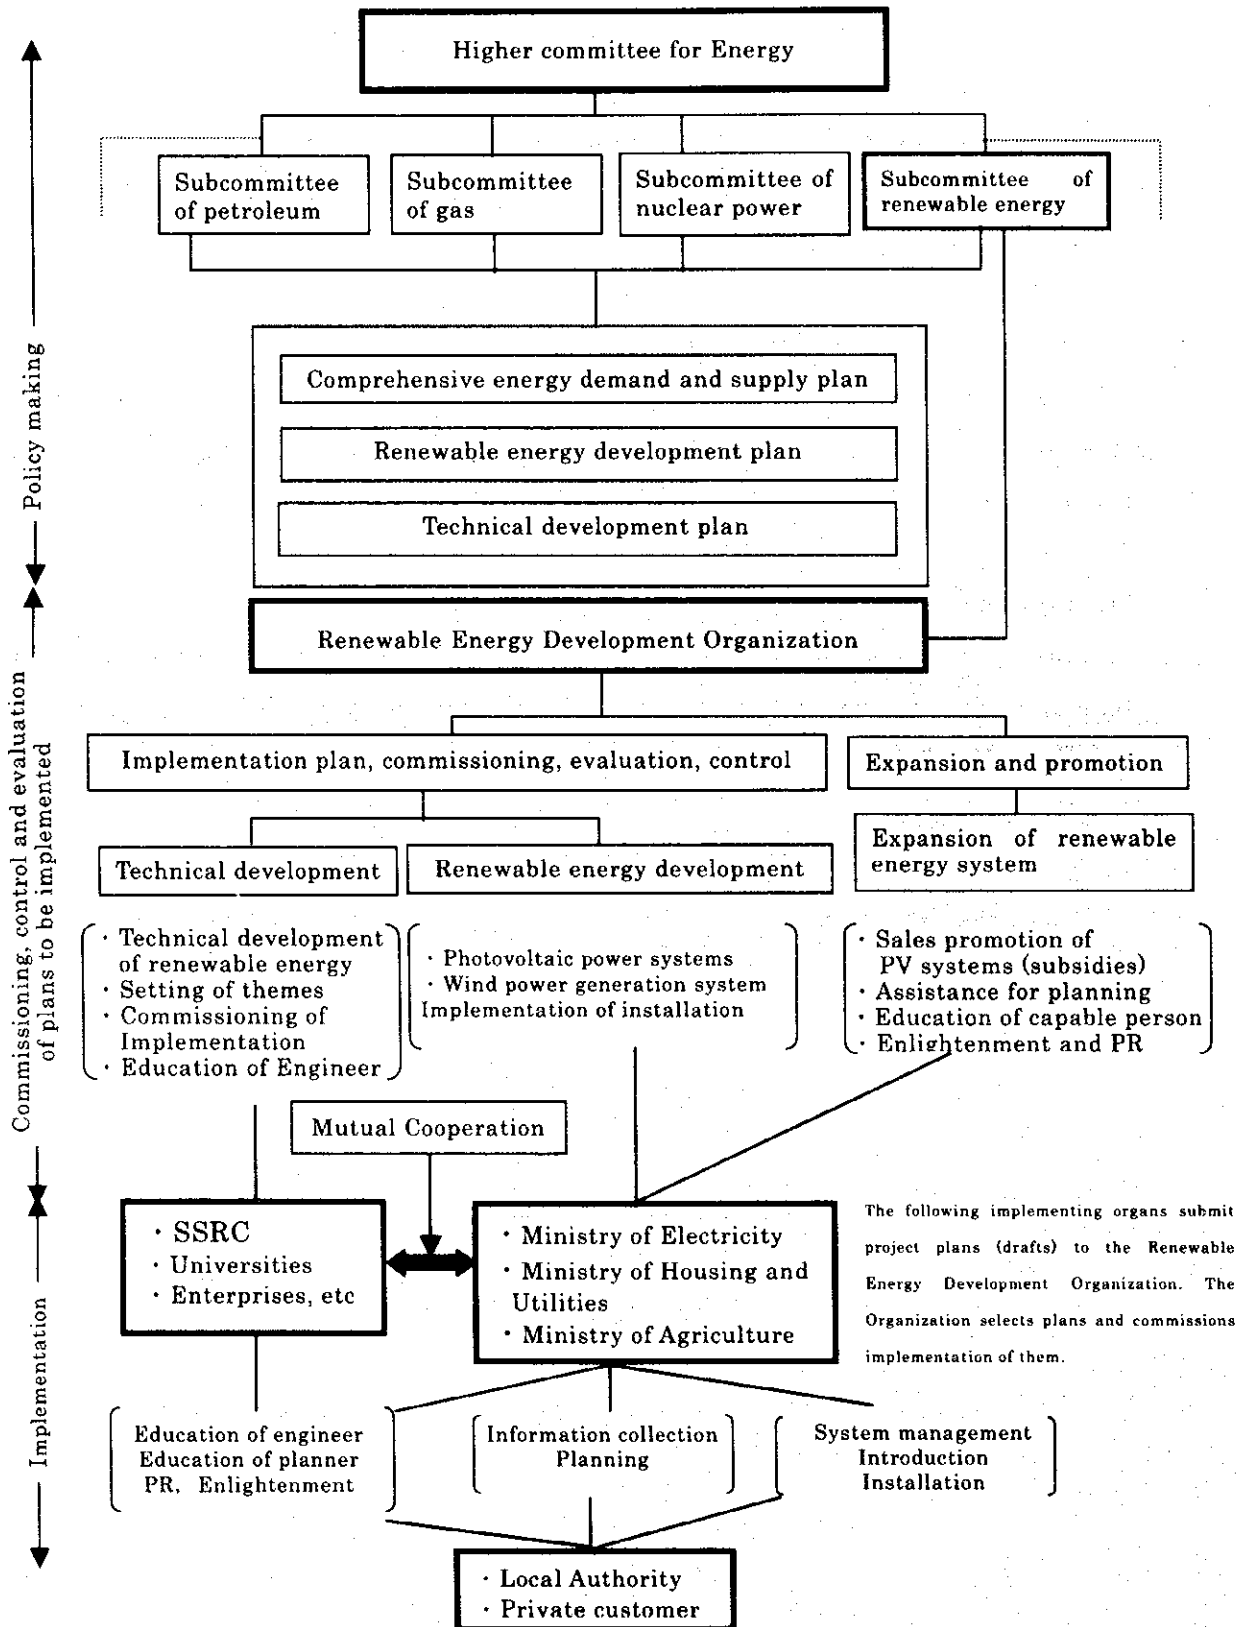 Higher committee for Energy
Subcommittee
of petroleum
Subcommittee
of gas
Subcommittee of
nuclear power
Subcommittee of
renewable energy
Policy making
Comprehensive energy demand and supply plan
Renewable energy development plan
Technical development plan
Renewable Energy Development Organization
Commissioning, control and evaluation
of plans to be implemented
Implementation plan, commissioning, evaluation, control
Expansion and promotion
Technical development
Renewable energy development
Expansion of renewable
energy system
· Technical development
of renewable energy
· Setting of themes
· Commissioning of
Implementation
· Education of Engineer
· Photovoltaic power systems
· Wind power generation system
Implementation of installation
· Sales promotion of
PV systems (subsidies)
· Assistance for planning
· Education of capable person
· Enlightenment and PR
Mutual Cooperation
Implementation
· SSRC
· Universities
· Enterprises, etc
· Ministry of Electricity
· Ministry of Housing and
Utilities
· Ministry of Agriculture
The following implementing organs submit
project plans (drafts) to the Renewable
Energy Development Organization. The
Organization selects plans and commissions
implementation of them.
Education of engineer
Education of planner
PR, Enlightenment
Information collection
Planning
System management
Introduction
Installation
· Local Authority
· Private customer